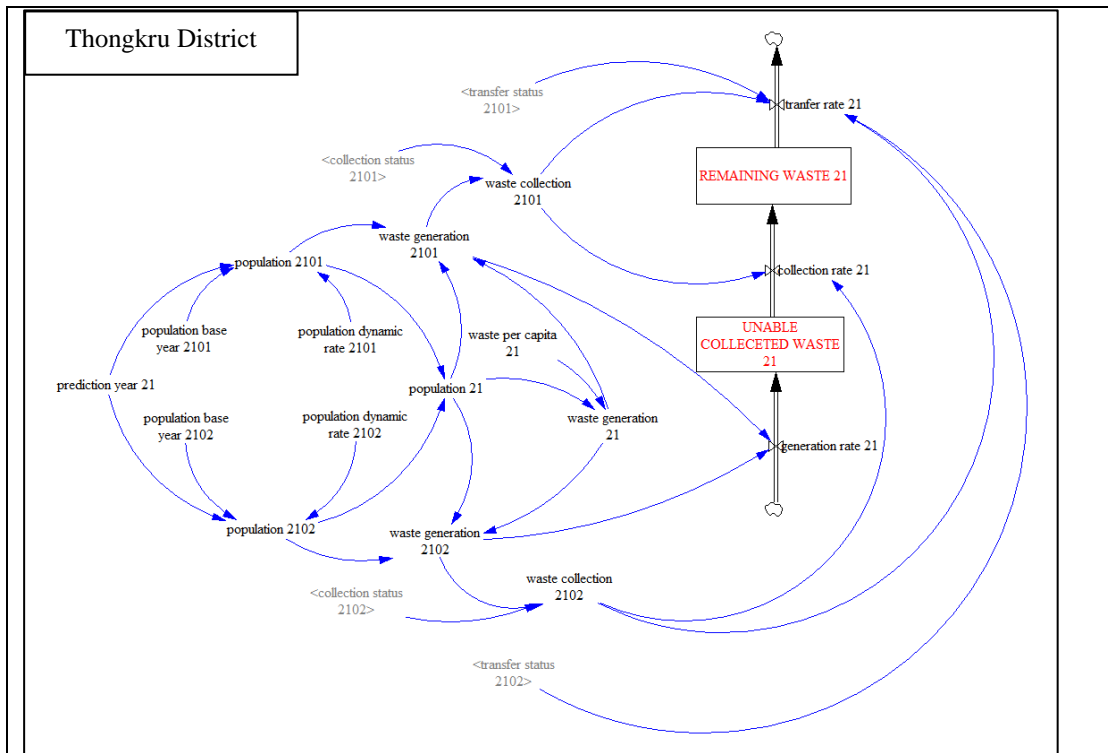 Thongkru District
<transfer status
2101>
tranfer rate 21
<collection status
2101>
waste collection
2101
REMAINING WASTE 21
waste generation
2101
population 2101
collection rate 21
population base
year 2101
population dynamic
rate 2101
waste per capita
21
UNABLE
COLLECETED WASTE
21
prediction year 21
population 21
population base
year 2102
population dynamic
rate 2102
waste generation
21
generation rate 21
population 2102
waste generation
2102
<collection status
2102>
waste collection
2102
<transfer status
2102>